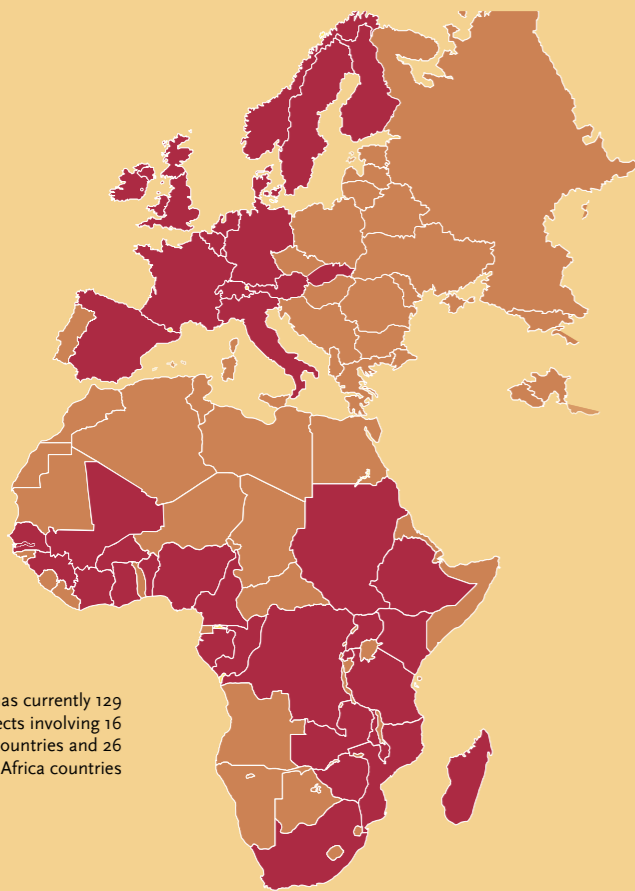 as currently 129
ects involving 16
ountries and 26
Africa countries